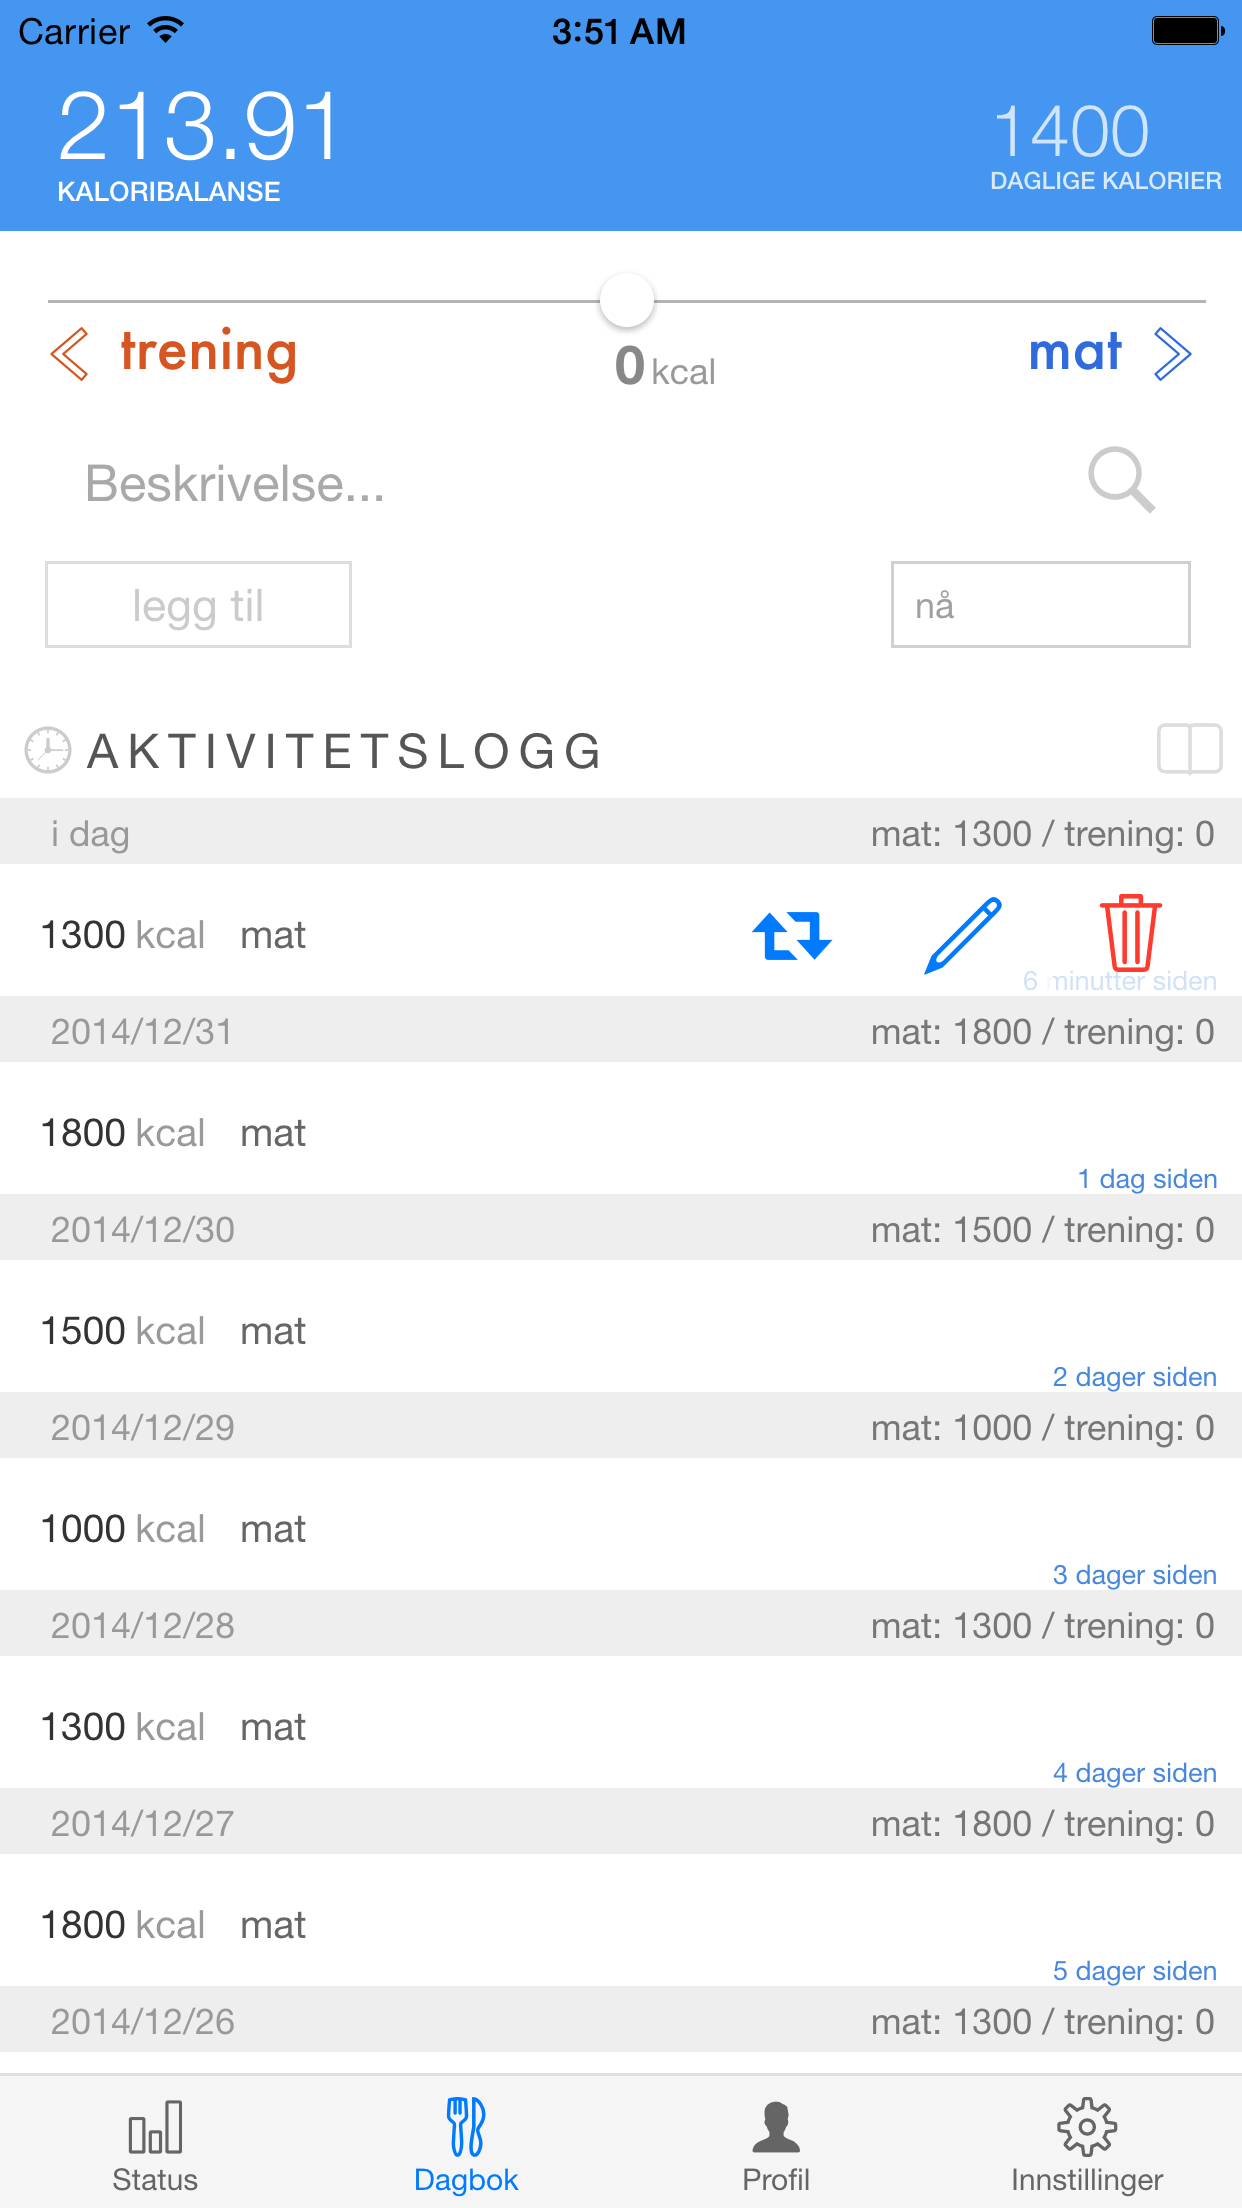 Carrier 3:51 AM
213.91 1400
KALORIBALANSE DAGLIGE KALORIER
trening 0 kcal mat
Beskrivelse...
legg til nå
AKTIVITETSLOGG
i dag mat: 1300 / trening: 0
1300 kcal mat
6 minutter siden
2014/12/31 mat: 1800 / trening: 0
1800 kcal mat
1 dag siden
2014/12/30 mat: 1500 / trening: 0
1500 kcal mat
2 dager siden
2014/12/29 mat: 1000 / trening: 0
1000 kcal mat
3 dager siden
2014/12/28 mat: 1300 / trening: 0
1300 kcal mat
4 dager siden
2014/12/27 mat: 1800 / trening: 0
1800 kcal mat
5 dager siden
2014/12/26 mat: 1300 / trening: 0
Status Dagbok Profil Innstillinger